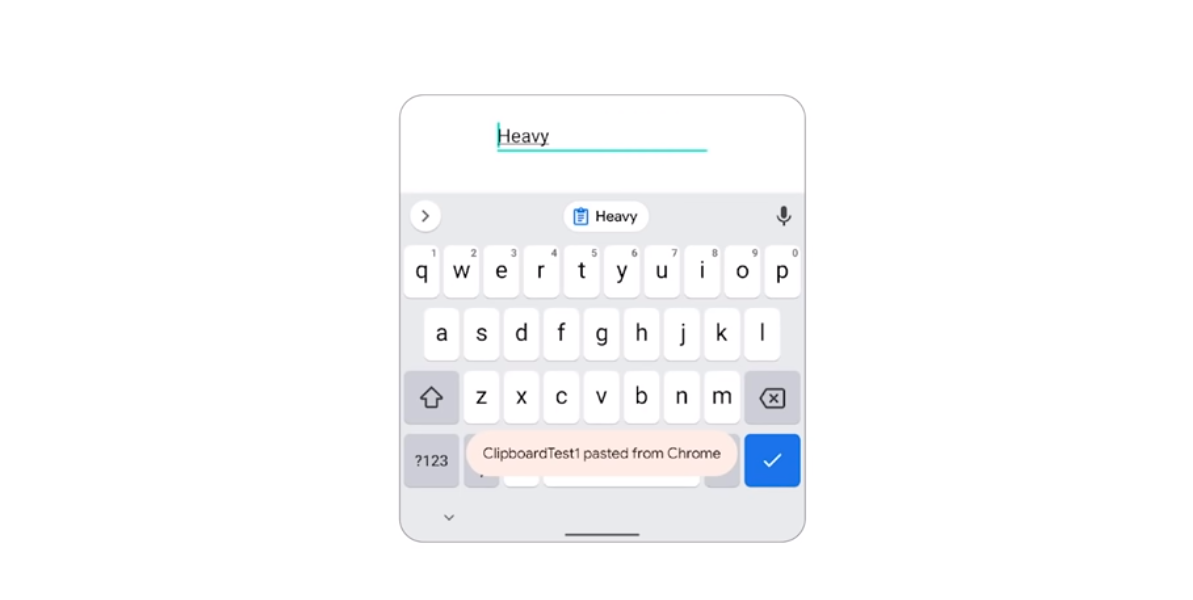 Heavy
Heavy
1 2 3 4 5 6 7 8 9 0
q w e r t y u i o p
a s d f g h j k l
z x c v b n m
?123
ClipboardTest1 pasted from Chrome